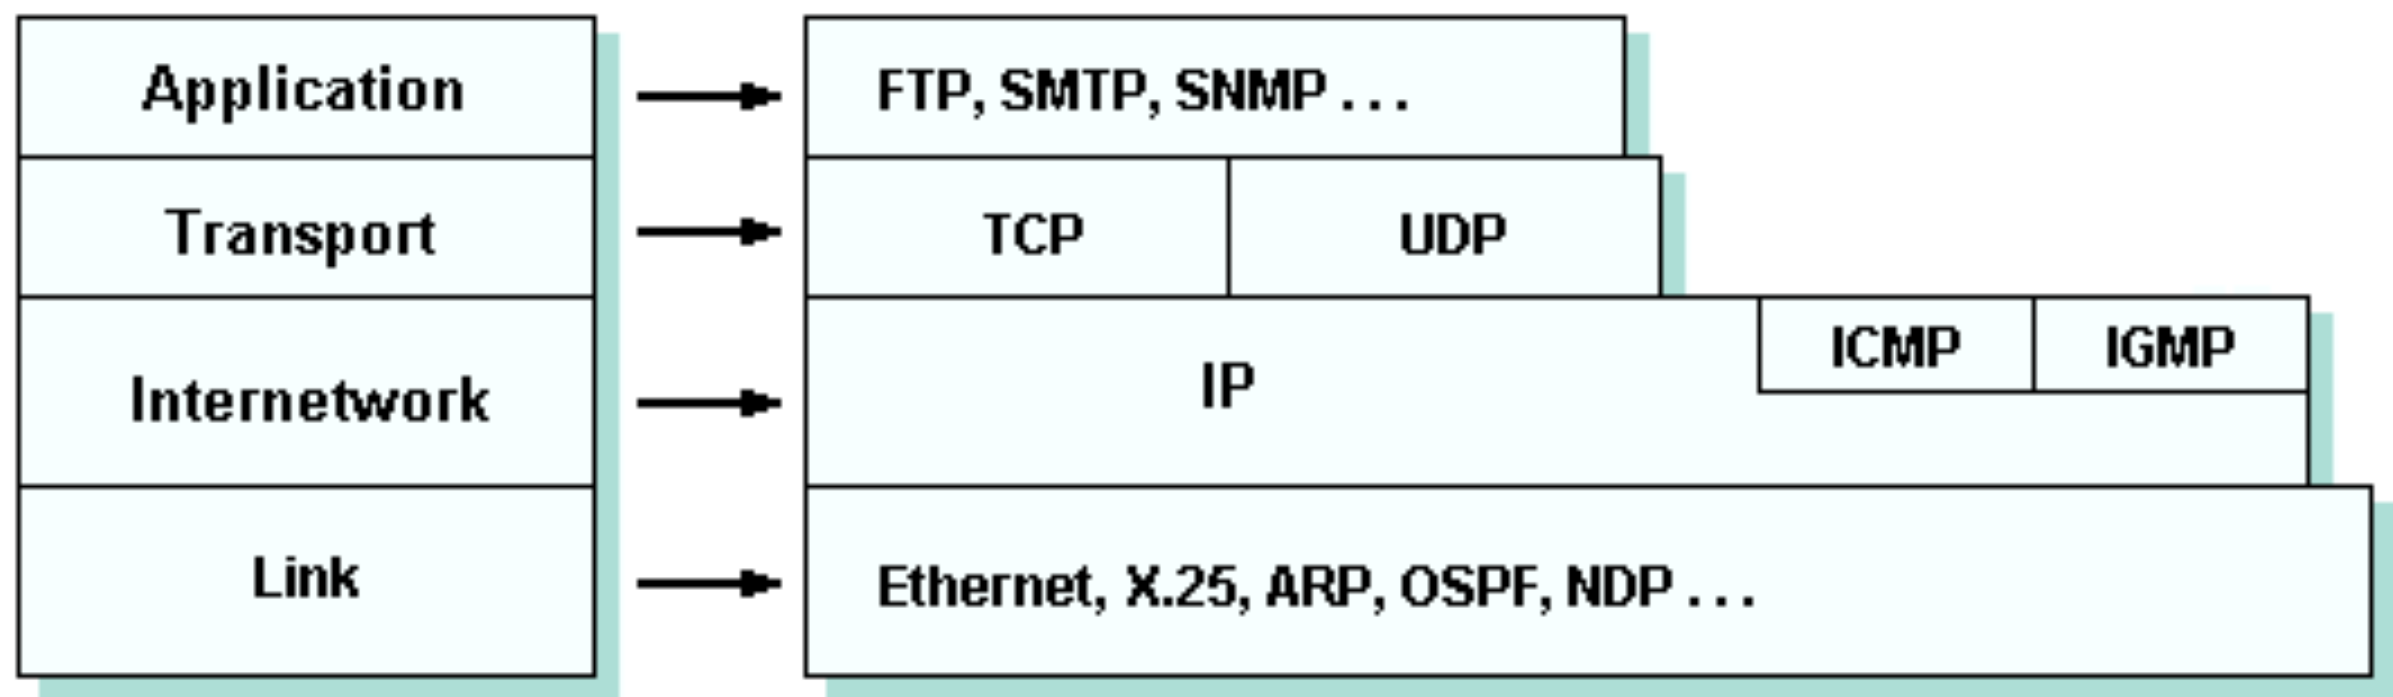 Application
FTP, SMTP, SNMP . . .
Transport
TCP
UDP
Internetwork
IP
ICMP
IGMP
Link
Ethernet, X.25, ARP, OSPF, NDP . . .